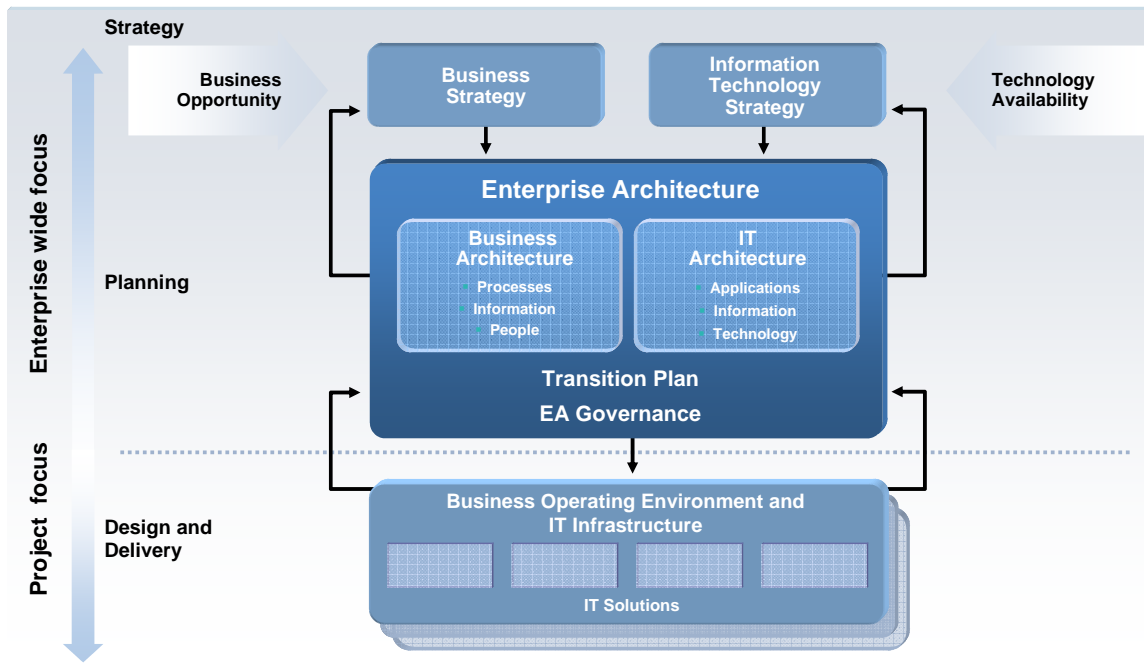 Strategy
Business
Opportunity
Business
Strategy
Information
Technology
Strategy
Technology
Availability
Enterprise wide focus
Planning
Enterprise Architecture
Business
Architecture
Processes
Information
People
IT
Architecture
Applications
Information
Technology
Transition Plan
EA Governance
Project focus
Design and
Delivery
Business Operating Environment and
IT Infrastructure
IT Solutions